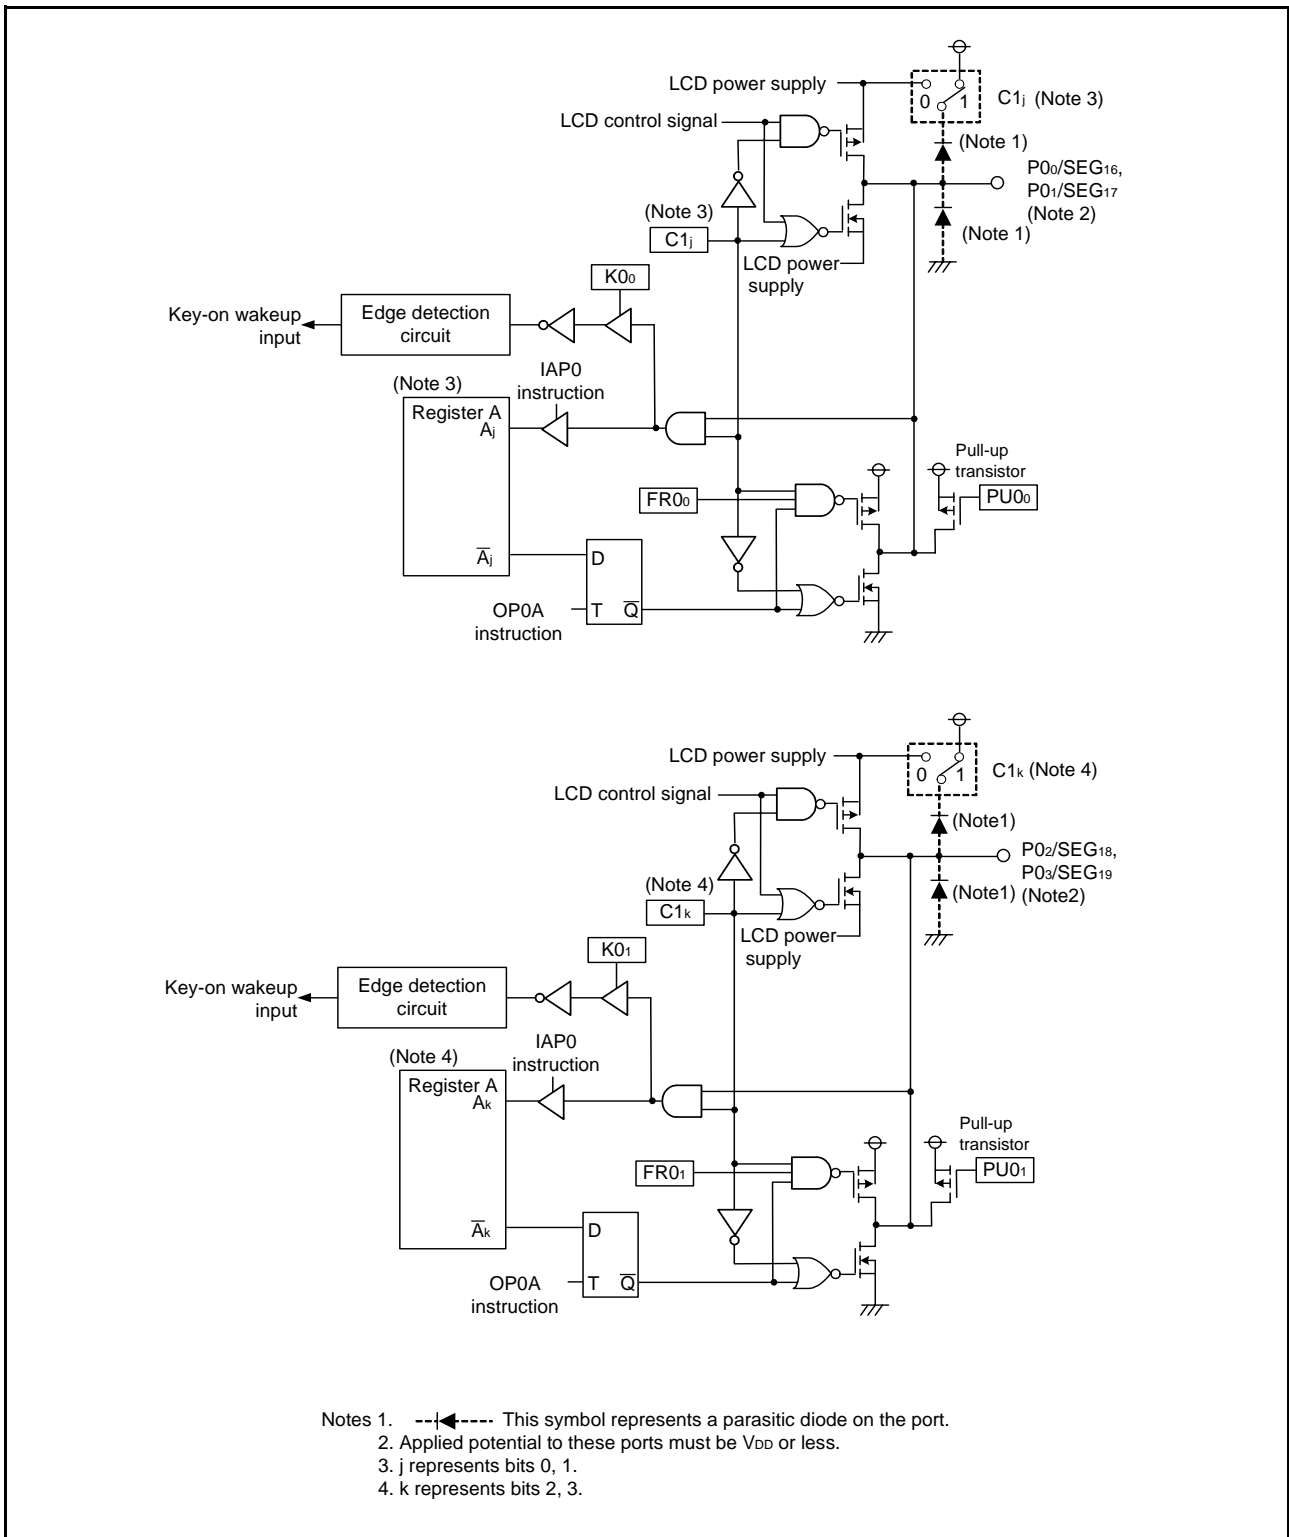 LCD power supply
0 1
C1j (Note 3)
LCD control signal
(Note 1)
P00/SEG16,
P01/SEG17
(Note 2)
(Note 3)
C1j
(Note 1)
LCD power
supply
K00
Key-on wakeup
input
Edge detection
circuit
IAP0
instruction
(Note 3)
Register A
Aj
Pull-up
transistor
FR00
PU00
Aj
D
T Q
OP0A
instruction
LCD power supply
0 1
C1k (Note 4)
LCD control signal
(Note1)
P02/SEG18,
P03/SEG19
(Note2)
(Note 4)
C1k
(Note1)
LCD power
supply
K01
Key-on wakeup
input
Edge detection
circuit
IAP0
instruction
(Note 4)
Register A
Ak
Pull-up
transistor
FR01
PU01
Ak
D
T Q
OP0A
instruction
Notes 1. This symbol represents a parasitic diode on the port.
2. Applied potential to these ports must be VDD or less.
3. j represents bits 0, 1.
4. k represents bits 2, 3.